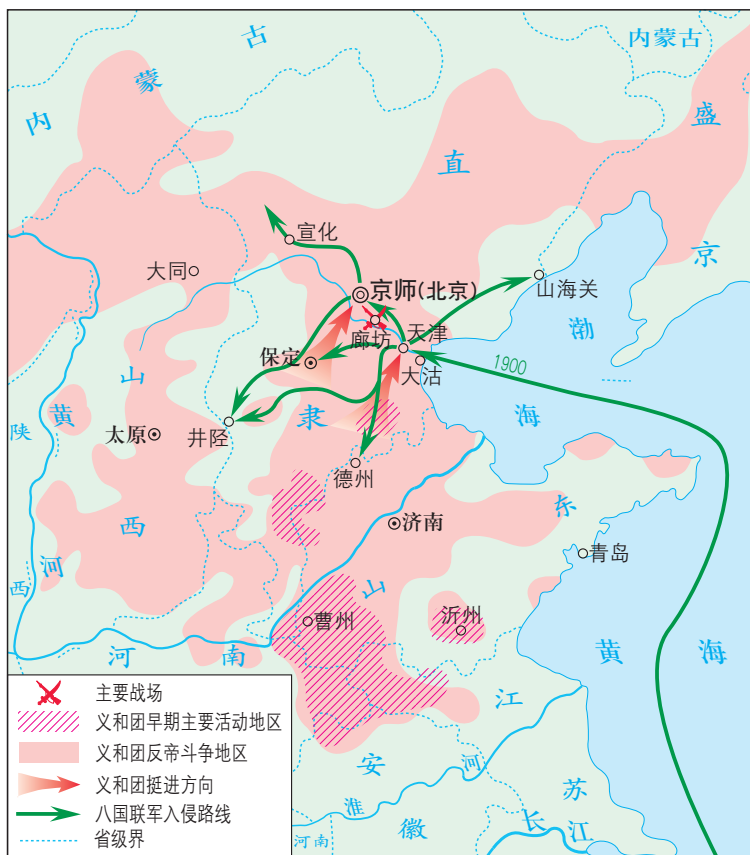 内蒙古
内蒙古
盛
直
京
宣化
大同
京师(北京)
山海关
渤
廊坊
天津
保定
大沽
1900
山
黄
陕
太原
井陉
隶
海
德州
西
济南
东
河
西
青岛
山
曹州
沂州
河南
黄海
江
安
河
淮
苏
徽
长江
河南
主要战场
义和团早期主要活动地区
义和团反帝斗争地区
义和团挺进方向
八国联军入侵路线
省级界